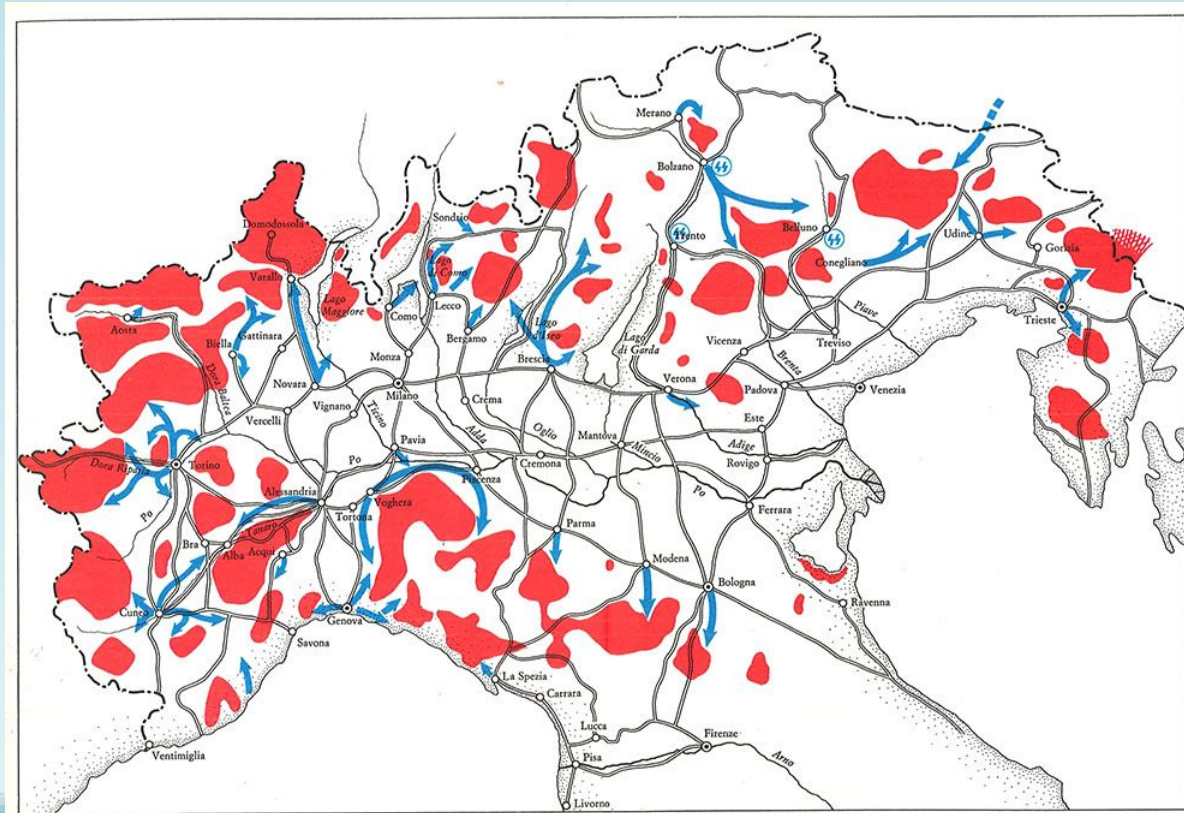 Merano
Bolzano
Trento
Belluno
Conegliano
Udine
Gorizia
Trieste
Domodossola
Varallo
Sondrio
Lago
di Como
Lago
Maggiore
Como
Lecco
Aosta
Gattinara
Biella
Bergamo
Lago
d'Iseo
Lago
di Garda
Piave
Treviso
Vicenza
Brenta
Monza
Brescia
Dora Baltea
Novara
Milano
Verona
Padova
Venezia
Vercelli
Vignano
Ticino
Crema
Adda
Oglio
Mantova
Mincio
Este
Adige
Rovigo
Pavia
Po
Cremona
Dora Riparia
Torino
Piacenza
Po
Alessandria
Voghera
Tortona
Ferrara
Po
Tanaro
Parma
Bra
Alba
Acqui
Modena
Bologna
Cuneo
Genova
Ravenna
Savona
La Spezia
Carrara
Lucca
Firenze
Ventimiglia
Pisa
Arno
Livorno